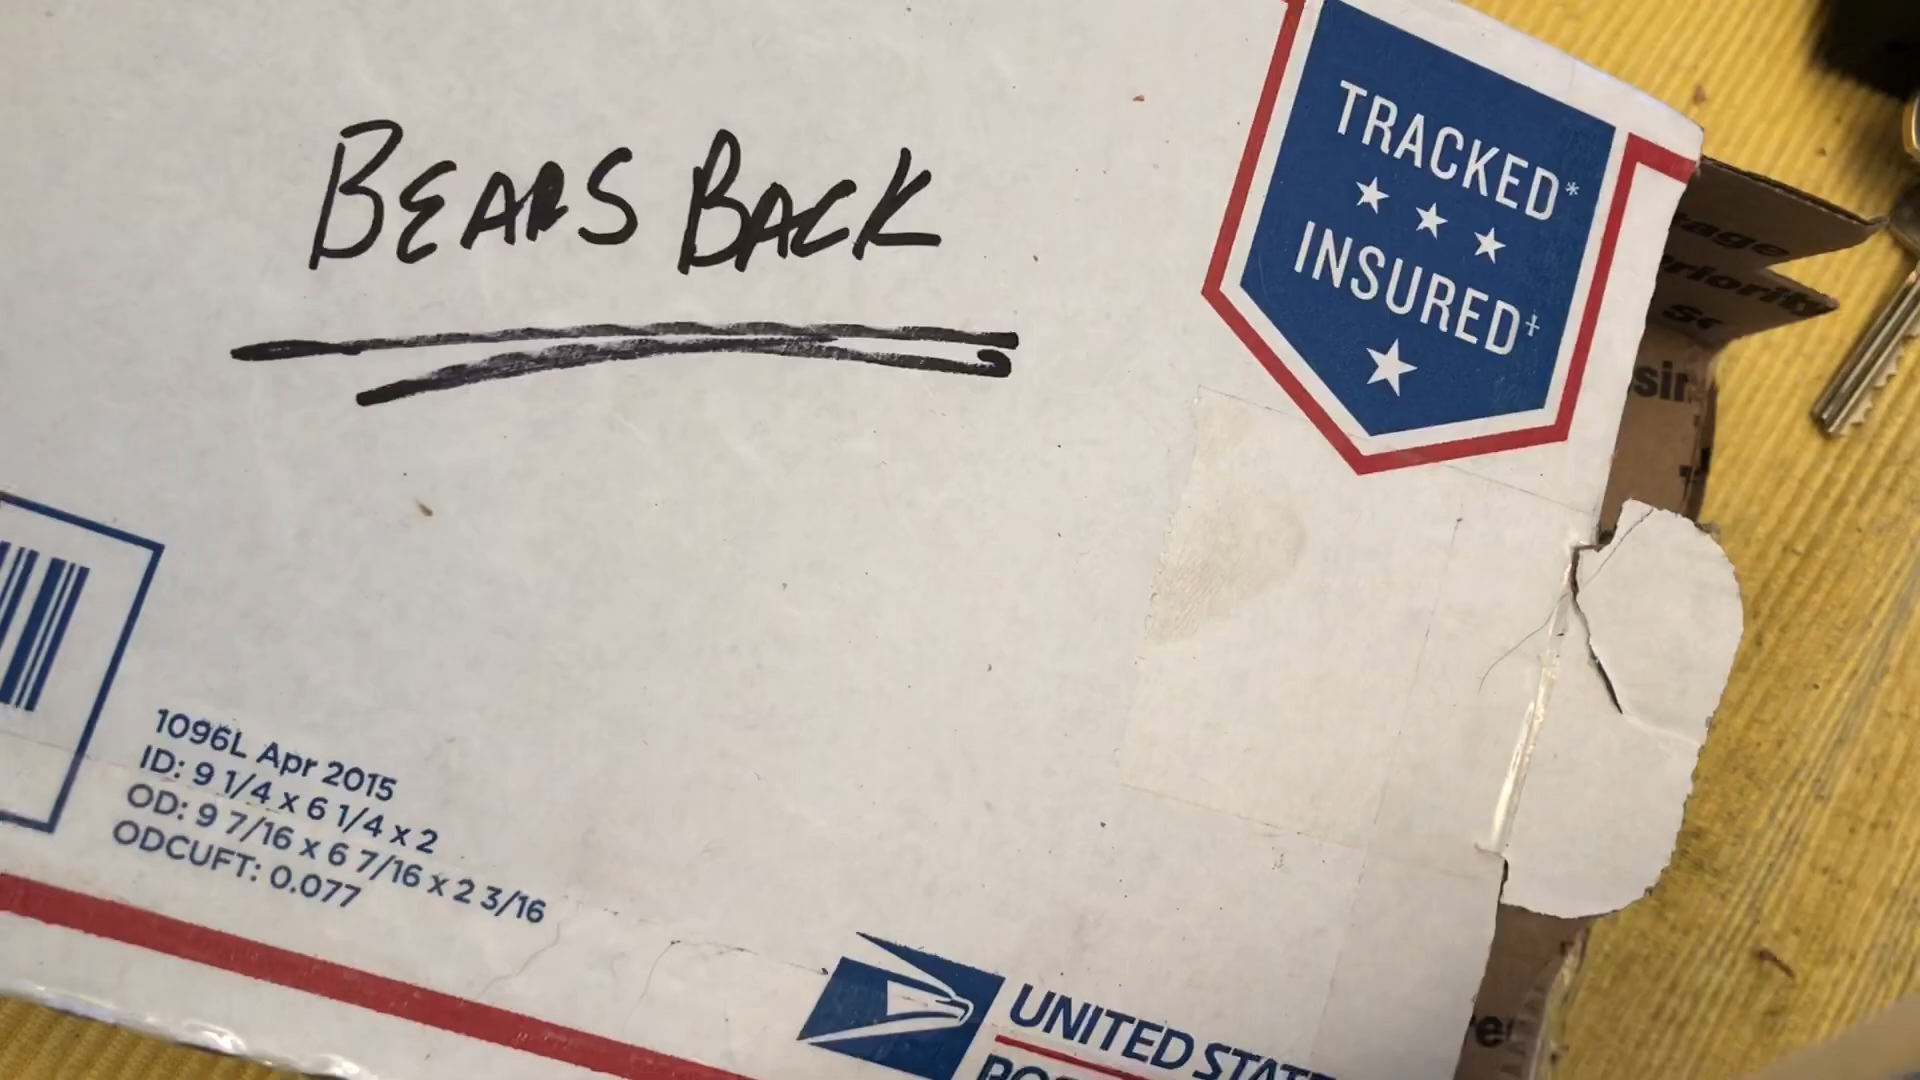 BEARS BACK
TRACKED*
INSURED‡
1096L Apr 2015
ID: 9 1/4 x 6 1/4 x 2
OD: 9 7/16 x 6 7/16 x 2 3/16
ODCUFT: 0.077
UNITED STATE